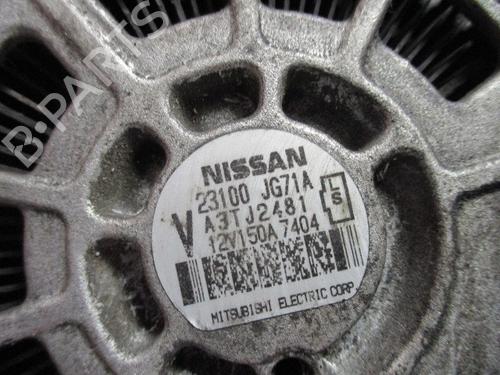 B-PARTS
NISSAN
23100 JG71A
V A3TJ2481 L S
12V150A 7404
MITSUBISHI ELECTRIC CORP.